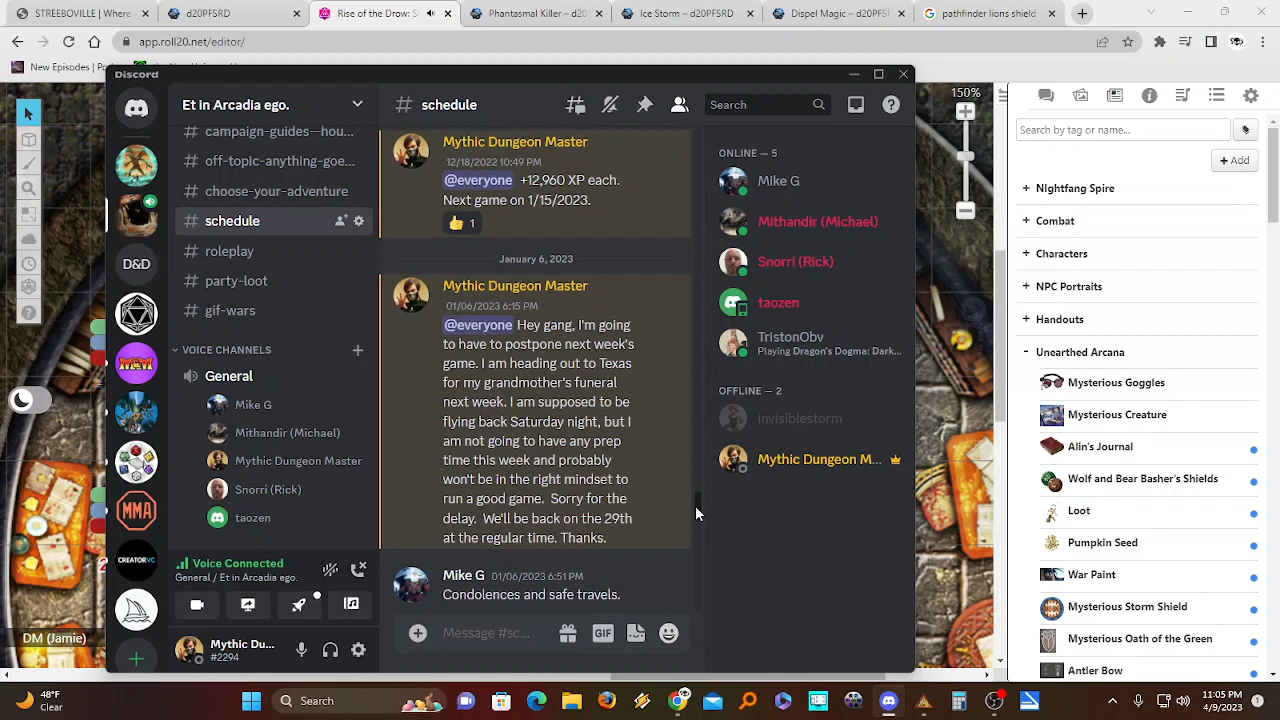 STREEROVILLE | Wher
d20PFSRD
Rise of the Drow: S
Phantasmal Killer – d20
Ice Storm – d20PFSRD
Dispel Magic – d20PFSRD
pathfinder ions shield
app.roll20.net/editor/
New Episodes | Po
Discord
Et in Arcadia ego.
campaign-guides--hou...
off-topic-anything-goe...
choose-your-adventure
schedule
roleplay
party-loot
gif-wars
VOICE CHANNELS
General
Mike G
Mithandir (Michael)
Mythic Dungeon Master
Snorri (Rick)
taozen
Voice Connected
General / Et in Arcadia ego.
Mythic Du...
#2294
D&D
MMA
CREATORVC
schedule
Search
Mythic Dungeon Master
12/18/2022 10:49 PM
@everyone +12,960 XP each.
Next game on 1/15/2023.
1
January 6, 2023
Mythic Dungeon Master
01/06/2023 6:15 PM
@everyone Hey gang, I'm going
to have to postpone next week's
game. I am heading out to Texas
for my grandmother's funeral
next week. I am supposed to be
flying back Saturday night, but I
am not going to have any prep
time this week and probably
won't be in the right mindset to
run a good game. Sorry for the
delay. We'll be back on the 29th
at the regular time. Thanks.
Mike G 01/06/2023 6:51 PM
Condolences and safe travels.
Message #sc...
GIF
ONLINE — 5
Mike G
Mithandir (Michael)
Snorri (Rick)
taozen
TristonObv
Playing Dragon's Dogma: Dark...
OFFLINE — 2
invisiblestorm
Mythic Dungeon M...
150%
Search by tag or name...
+ Add
+ NIghtfang Spire
+ Combat
+ Characters
+ NPC Portraits
+ Handouts
- Unearthed Arcana
Mysterious Goggles
Mysterious Creature
Alin's Journal
Wolf and Bear Basher's Shields
Loot
Pumpkin Seed
War Paint
Mysterious Storm Shield
Mysterious Oath of the Green
Antler Bow
DM (Jamie)
48°F
Clear
Search
11:05 PM
4/9/2023
1